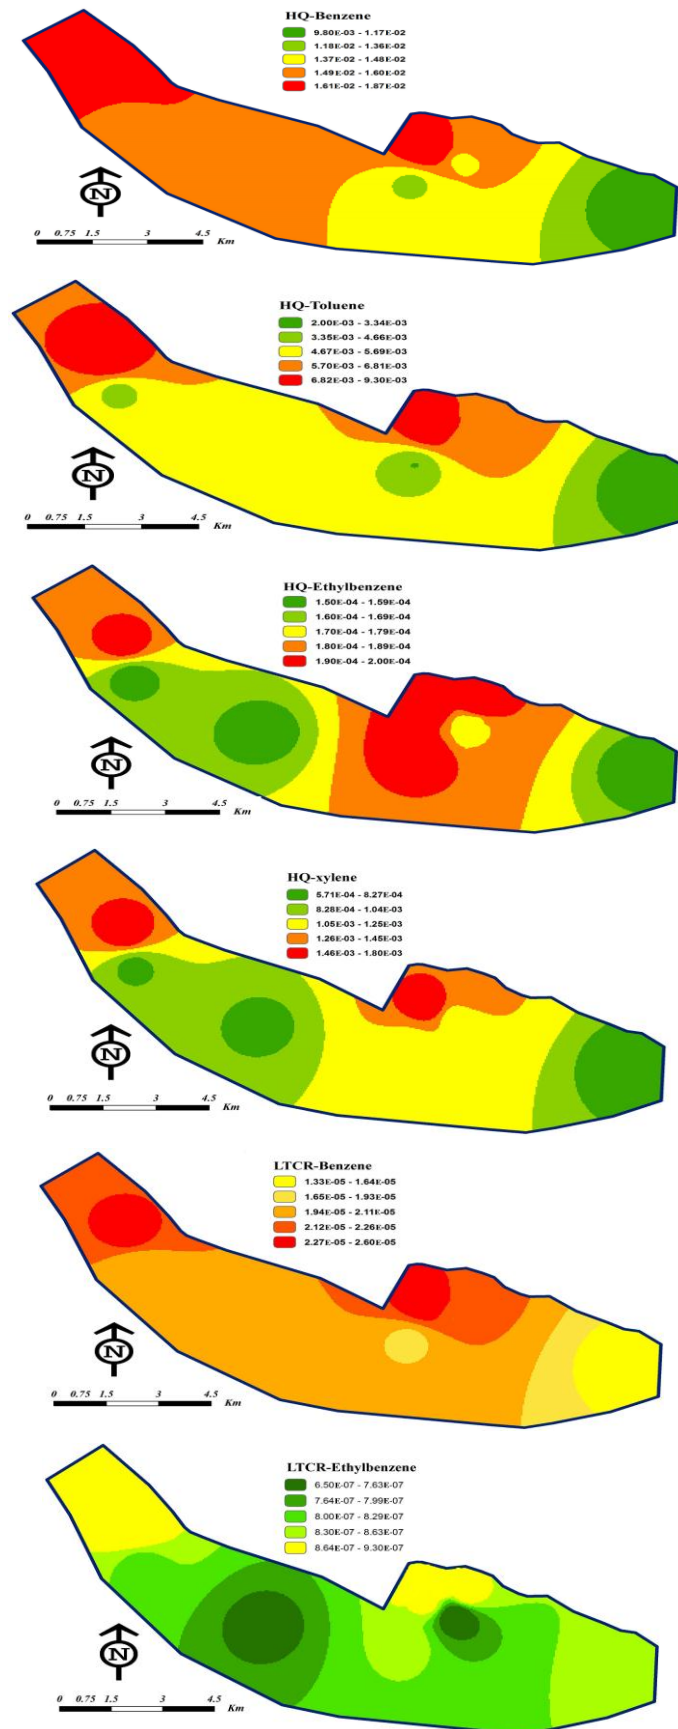 HQ-Benzene
9.80E-03 - 1.17E-02
1.18E-02 - 1.36E-02
1.37E-02 - 1.48E-02
1.49E-02 - 1.60E-02
1.61E-02 - 1.87E-02
N
0 0.75 1.5 3 4.5
Km
HQ-Toluene
2.00E-03 - 3.34E-03
3.35E-03 - 4.66E-03
4.67E-03 - 5.69E-03
5.70E-03 - 6.81E-03
6.82E-03 - 9.30E-03
N
0 0.75 1.5 3 4.5
Km
HQ-Ethylbenzene
1.50E-04 - 1.59E-04
1.60E-04 - 1.69E-04
1.70E-04 - 1.79E-04
1.80E-04 - 1.89E-04
1.90E-04 - 2.00E-04
N
0 0.75 1.5 3 4.5
Km
HQ-xylene
5.71E-04 - 8.27E-04
8.28E-04 - 1.04E-03
1.05E-03 - 1.25E-03
1.26E-03 - 1.45E-03
1.46E-03 - 1.80E-03
N
0 0.75 1.5 3 4.5
Km
LTCR-Benzene
1.33E-05 - 1.64E-05
1.65E-05 - 1.93E-05
1.94E-05 - 2.11E-05
2.12E-05 - 2.26E-05
2.27E-05 - 2.60E-05
N
0 0.75 1.5 3 4.5
Km
LTCR-Ethylbenzene
6.50E-07 - 7.63E-07
7.64E-07 - 7.99E-07
8.00E-07 - 8.29E-07
8.30E-07 - 8.63E-07
8.64E-07 - 9.30E-07
N
0 0.75 1.5 3 4.5
Km